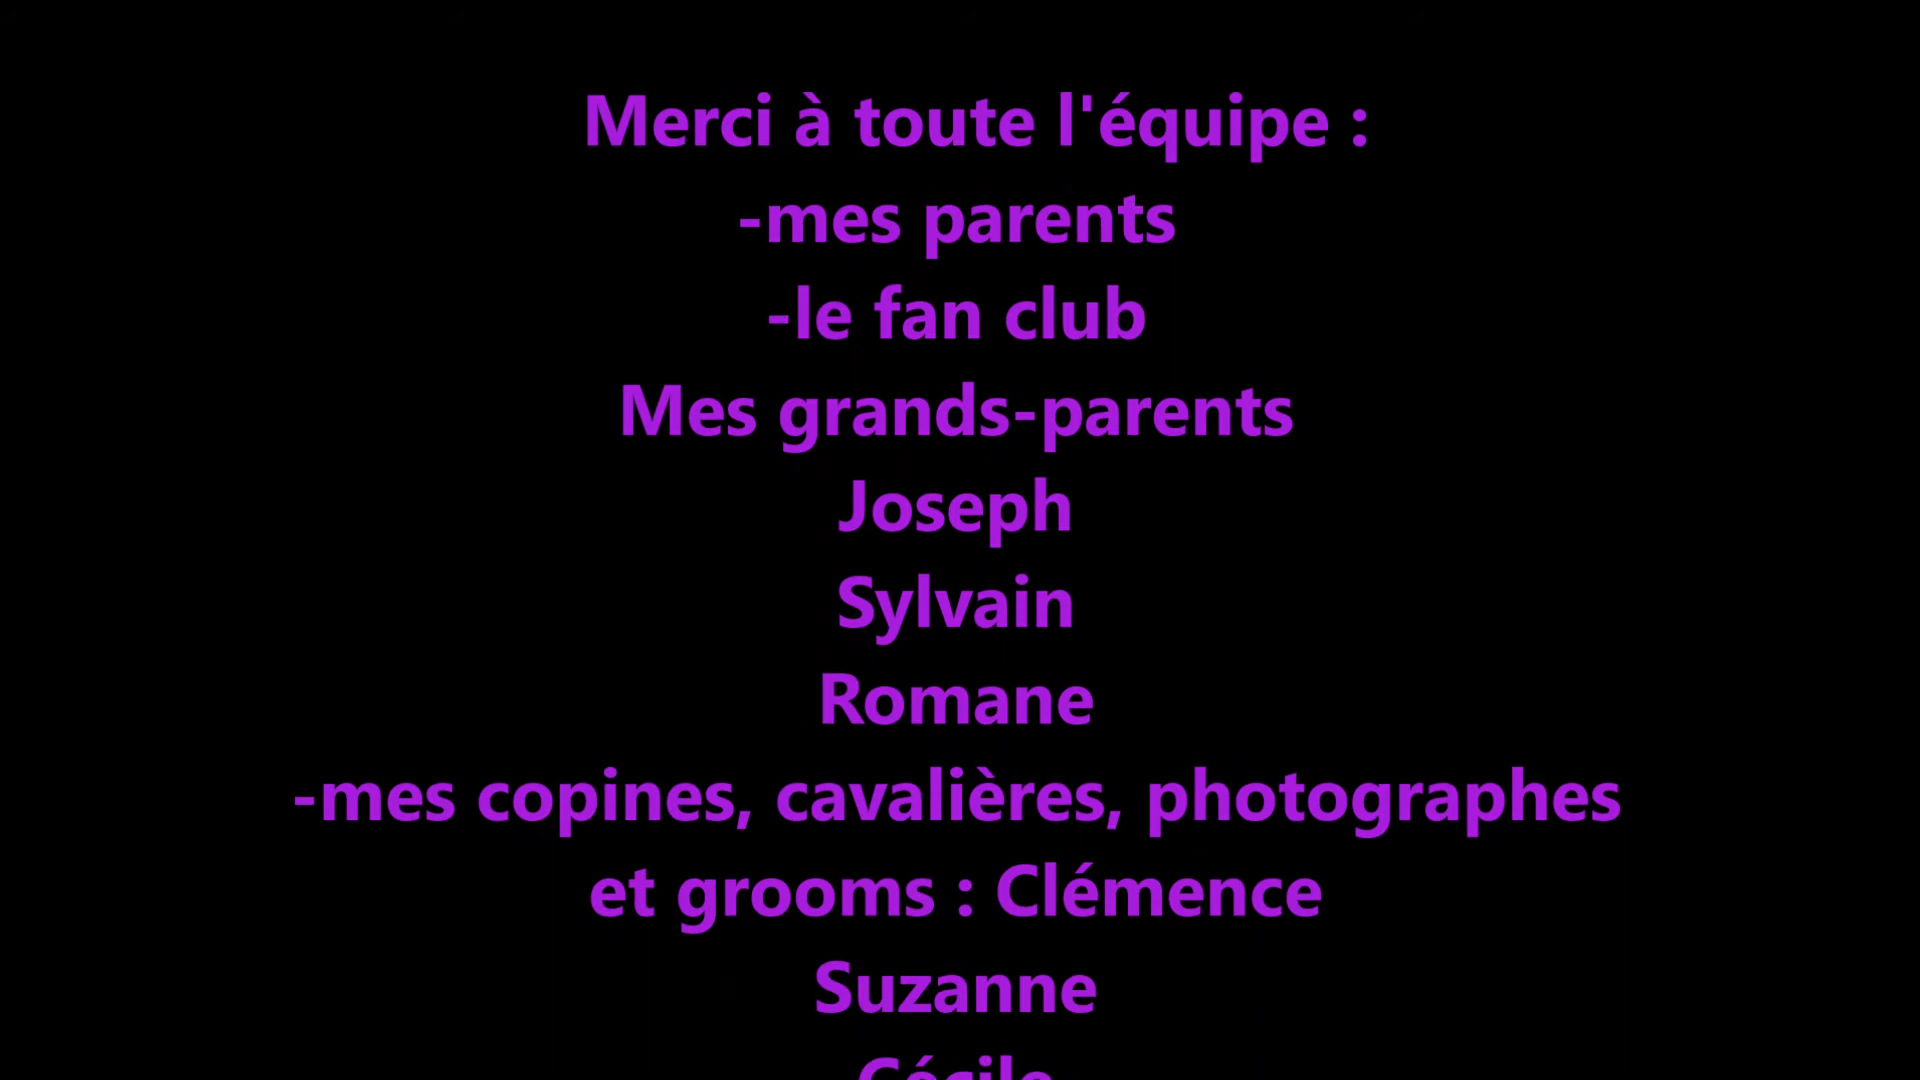 Merci à toute l'équipe :
-mes parents
-le fan club
Mes grands-parents
Joseph
Sylvain
Romane
-mes copines, cavalières, photographes
et grooms : Clémence
Suzanne
Cécile